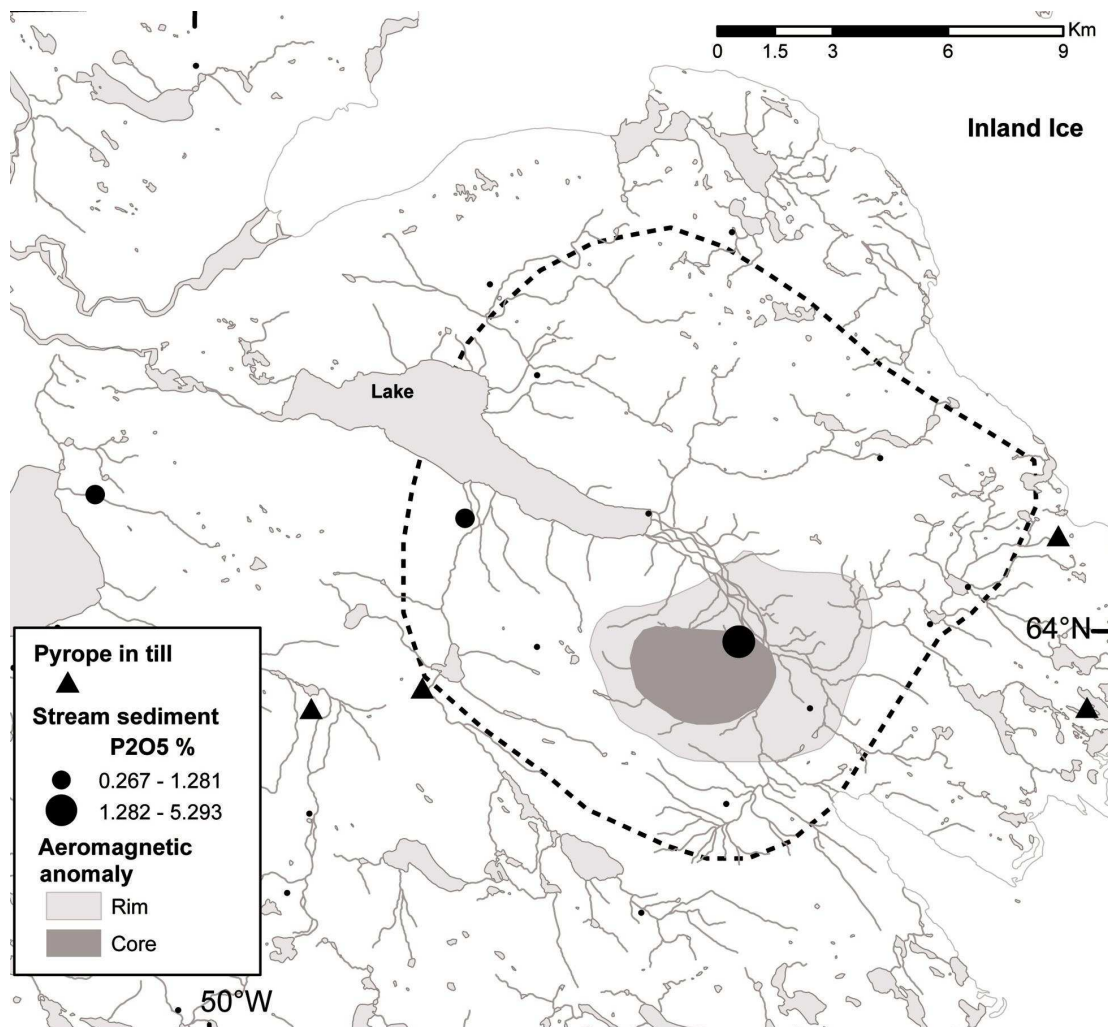 Km
0 1.5 3 6 9
Inland Ice
Lake
64°N
Pyrope in till
Stream sediment
P2O5 %
0.267 - 1.281
1.282 - 5.293
Aeromagnetic
anomaly
Rim
Core
50°W